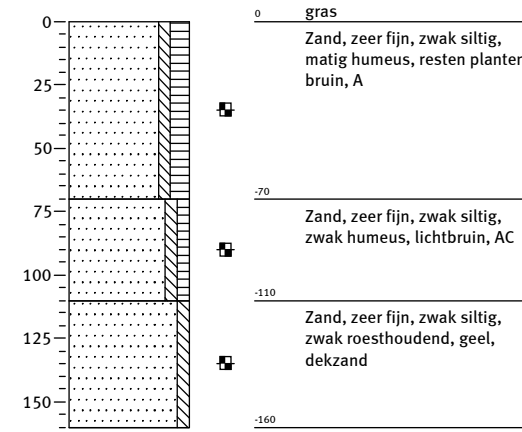 0
25
50
75
100
125
150
0 gras
Zand, zeer fijn, zwak siltig,
matig humeus, resten planten
bruin, A
-70
Zand, zeer fijn, zwak siltig,
zwak humeus, lichtbruin, AC
-110
Zand, zeer fijn, zwak siltig,
zwak roesthoudend, geel,
dekzand
-160